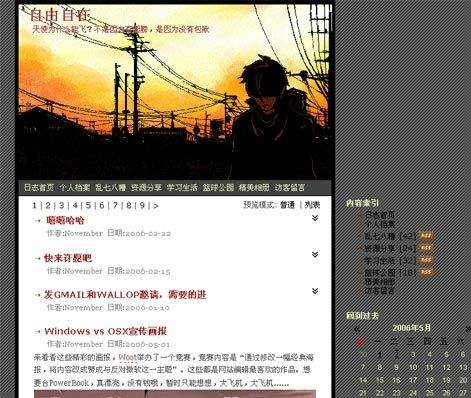 自由自在
天使为什么能飞?不是因为有翅膀,是因为没有包袱
日志首页 个人档案 乱七八糟 资源分享 学习生活 篮球公园 精美相册 访客留言
1 | 2 | 3 | 4 | 5 | 6 | 7 | 8 | 9 | > 预览模式: 普通 | 列表
嘻嘻哈哈
作者:November 日期:2006-02-22
快来许愿吧
作者:November 日期:2006-02-15
发GMAIL和WALLOP邀请,需要的进
作者:November 日期:2006-01-10
Windows vs OSX宣传画报
作者:November 日期:2006-05-01
来看看这些精彩的画报,Woot举办了一个竞赛,竞赛内容是“通过修改一幅经典海
报,将内容改成赞成与反对微软这一主题”。这些都是网站编辑最喜欢的作品。想
要台PowerBook,真漂亮,没有钱哦,暂时只能想想,大飞机,大飞机......
内容索引
日志首页
个人档案
乱七八糟 [42] RSS
资源分享 [24] RSS
学习生活 [32] RSS
篮球公园 [18] RSS
精美相册
访客留言
回到过去
« 2006年5月 »
日 一 二 三 四 五 六
30 1 2 3 4 5 6
7 8 9 10 11 12 13
14 15 16 17 18 19 20
21 22 23 24 25 26 27